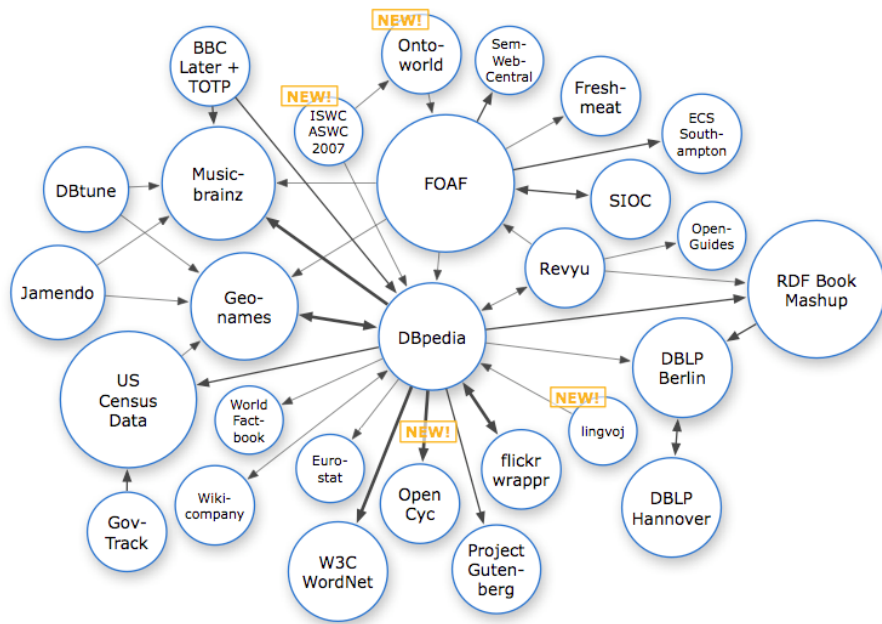 NEW!
Onto-
world
Sem-
Web-
Central
BBC
Later +
TOTP
NEW!
ISWC
ASWC
2007
Fresh-
meat
ECS
South-
ampton
Music-
brainz
FOAF
DBtune
SIOC
Open-
Guides
Revyu
Jamendo
Geo-
names
RDF Book
Mashup
DBpedia
DBLP
Berlin
US
Census
Data
World
Fact-
book
NEW!
lingvoj
NEW!
Euro-
stat
flickr
wrappr
Wiki-
company
Open
Cyc
DBLP
Hannover
Gov-
Track
W3C
WordNet
Project
Guten-
berg